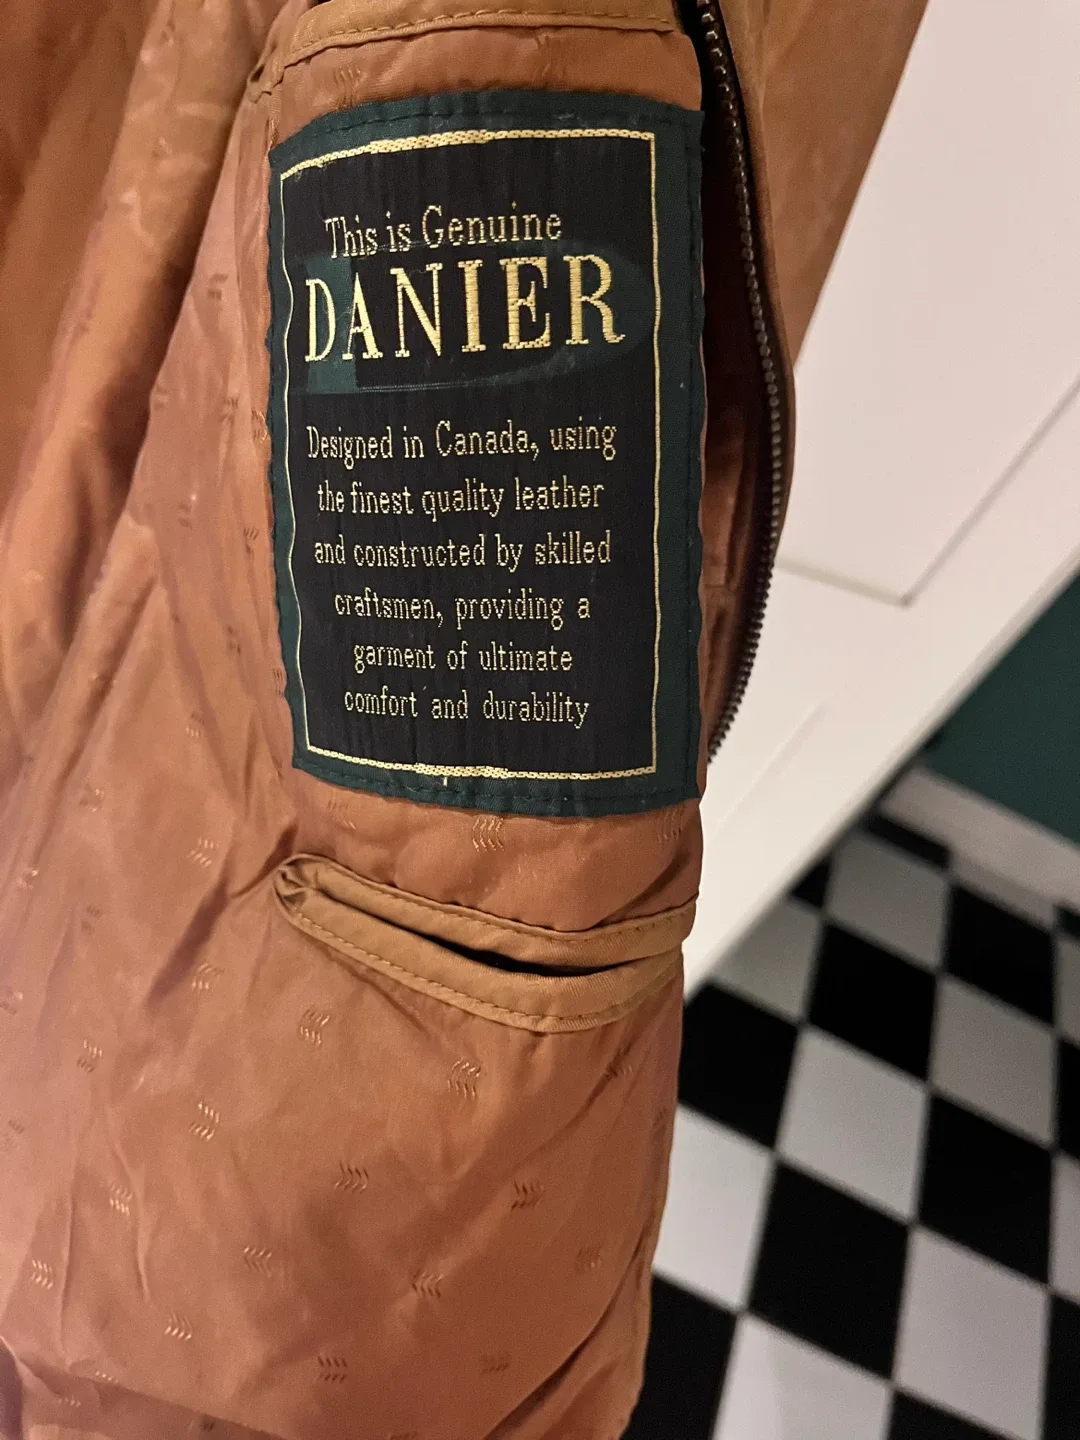 This is Genuine
DANIER
Designed in Canada, using
the finest quality leather
and constructed by skilled
craftsmen, providing a
garment of ultimate
comfort and durability